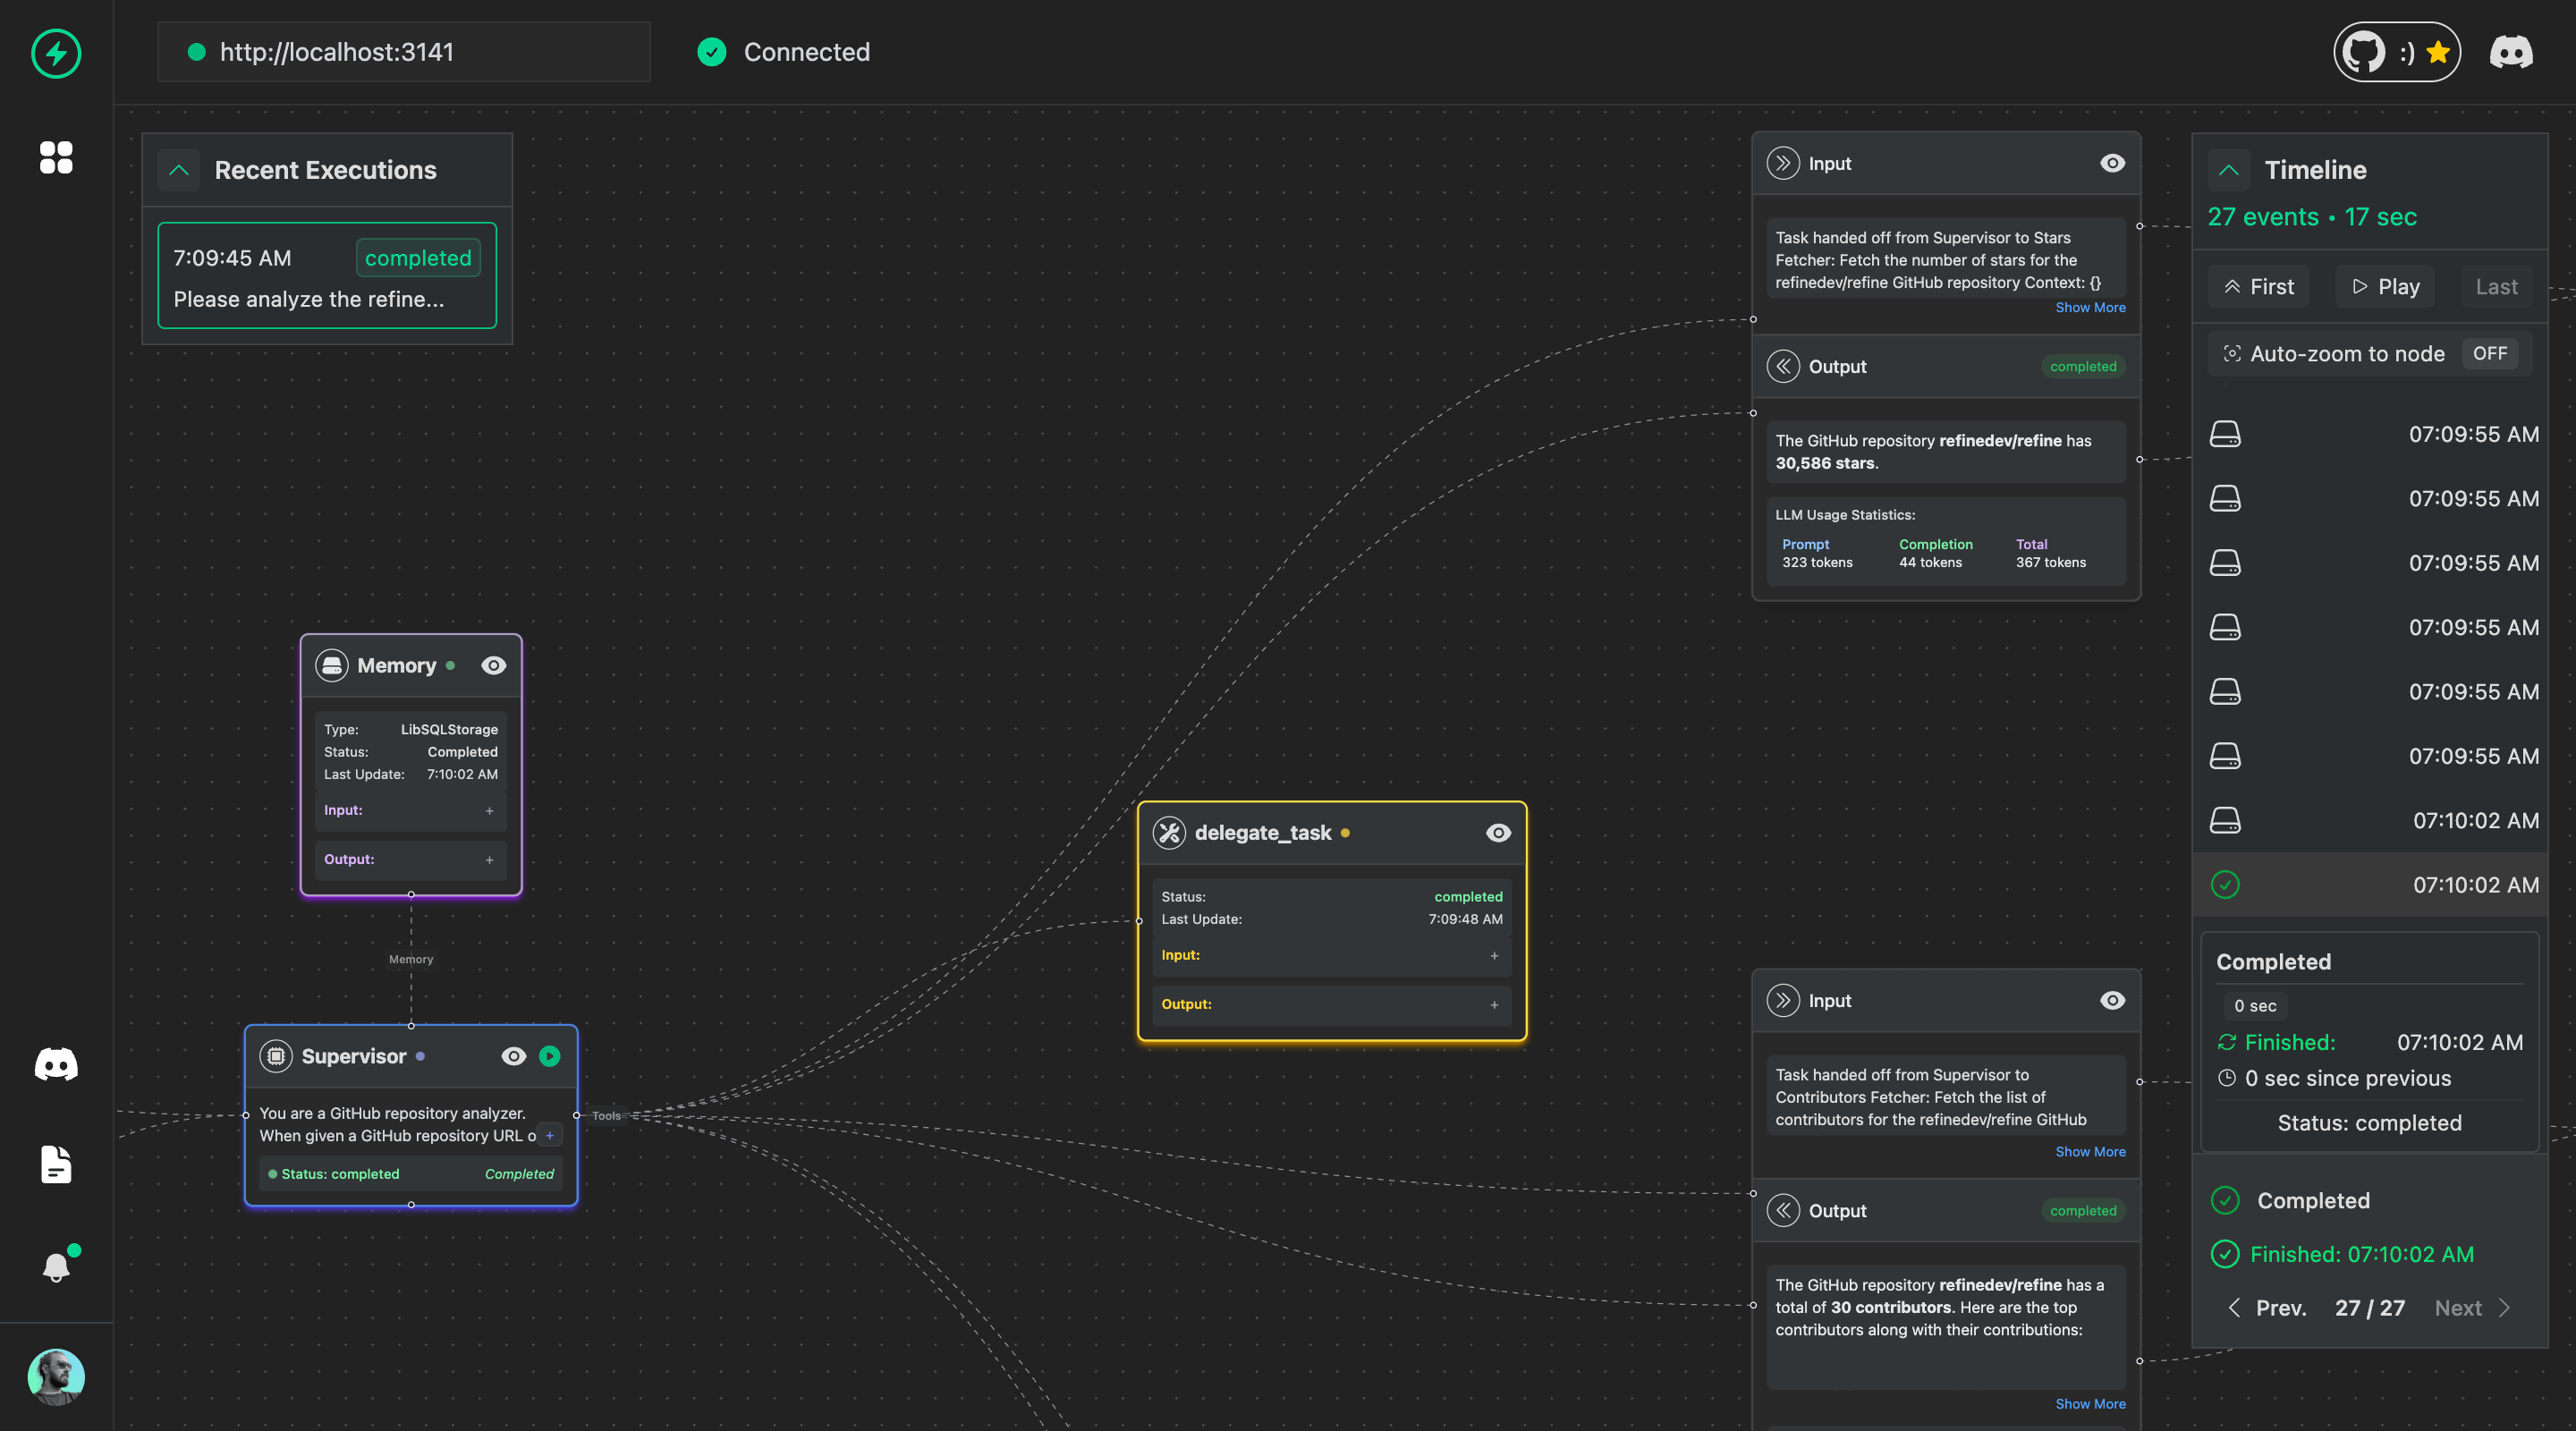 http://localhost:3141
Connected
:)
Recent Executions
7:09:45 AM
completed
Please analyze the refine...
Memory
Type: LibSQLStorage
Status: Completed
Last Update: 7:10:02 AM
Input: +
Output: +
Memory
Supervisor
You are a GitHub repository analyzer.
When given a GitHub repository URL o
+
Status: completed
Completed
Tools
delegate_task
Status: completed
Last Update: 7:09:48 AM
Input: +
Output: +
Input
Task handed off from Supervisor to Stars
Fetcher: Fetch the number of stars for the
refinedev/refine GitHub repository Context: {}
Show More
Output
completed
The GitHub repository refinedev/refine has
30,586 stars.
LLM Usage Statistics:
Prompt Completion Total
323 tokens 44 tokens 367 tokens
Input
Task handed off from Supervisor to
Contributors Fetcher: Fetch the list of
contributors for the refinedev/refine GitHub
Show More
Output
completed
The GitHub repository refinedev/refine has a
total of 30 contributors. Here are the top
contributors along with their contributions:
Show More
Timeline
27 events • 17 sec
First
Play
Last
Auto-zoom to node
OFF
07:09:55 AM
07:09:55 AM
07:09:55 AM
07:09:55 AM
07:09:55 AM
07:09:55 AM
07:10:02 AM
07:10:02 AM
Completed
0 sec
Finished: 07:10:02 AM
0 sec since previous
Status: completed
Completed
Finished: 07:10:02 AM
Prev. 27 / 27 Next